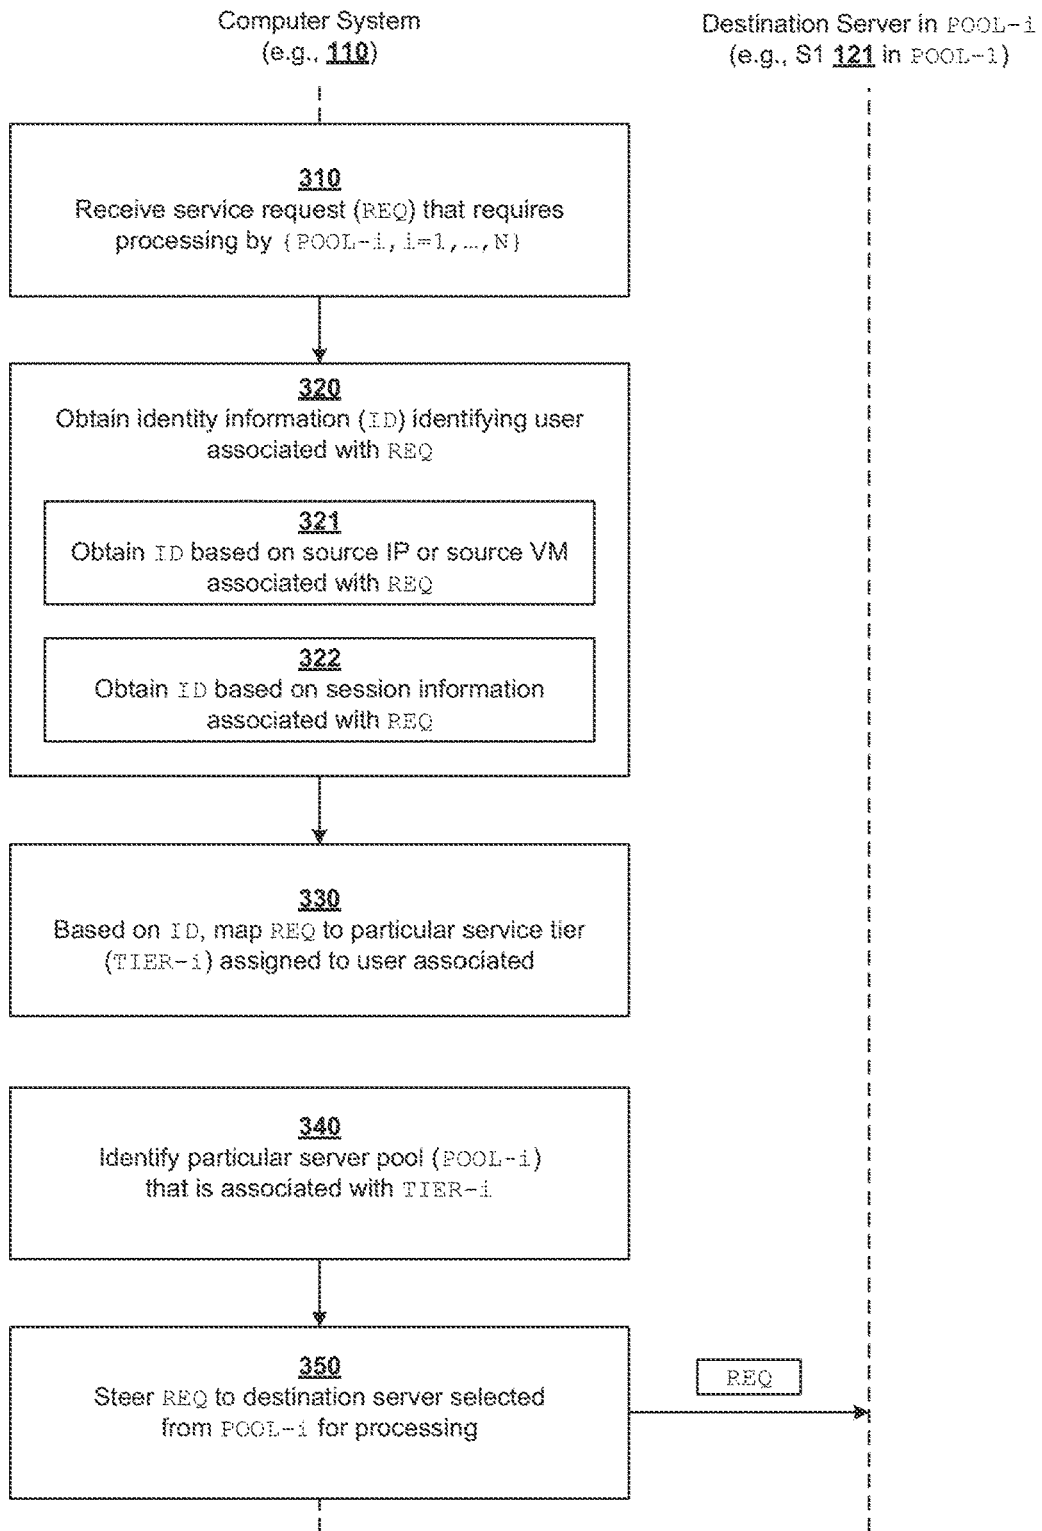 Computer System
(e.g., 110)
Destination Server in POOL-i
(e.g., S1 121 in POOL-1)
310
Receive service request (REQ) that requires
processing by {POOL-i, i=1, ..., N}
320
Obtain identity information (ID) identifying user
associated with REQ
321
Obtain ID based on source IP or source VM
associated with REQ
322
Obtain ID based on session information
associated with REQ
330
Based on ID, map REQ to particular service tier
(TIER-i) assigned to user associated
340
Identify particular server pool (POOL-i)
that is associated with TIER-i
350
Steer REQ to destination server selected
from POOL-i for processing
REQ